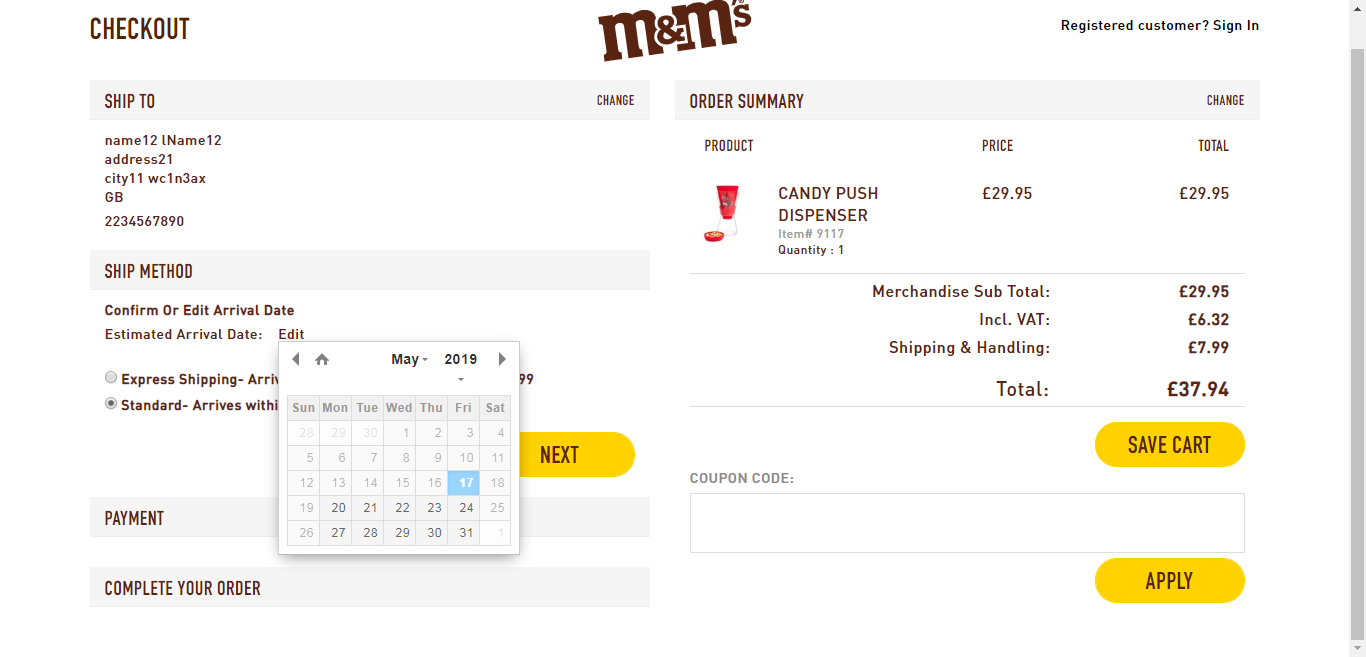 CHECKOUT
m&m's®
Registered customer? Sign In
SHIP TO
CHANGE
name12 lName12
address21
city11 wc1n3ax
GB
2234567890
SHIP METHOD
Confirm Or Edit Arrival Date
Estimated Arrival Date: Edit
May 2019
Express Shipping- Arriv 99
Standard- Arrives withi
Sun Mon Tue Wed Thu Fri Sat
28 29 30 1 2 3 4
5 6 7 8 9 10 11
12 13 14 15 16 17 18
19 20 21 22 23 24 25
26 27 28 29 30 31 1
NEXT
PAYMENT
COMPLETE YOUR ORDER
ORDER SUMMARY
CHANGE
PRODUCT PRICE TOTAL
CANDY PUSH £29.95 £29.95
DISPENSER
Item# 9117
Quantity : 1
Merchandise Sub Total: £29.95
Incl. VAT: £6.32
Shipping & Handling: £7.99
Total: £37.94
SAVE CART
COUPON CODE:
APPLY